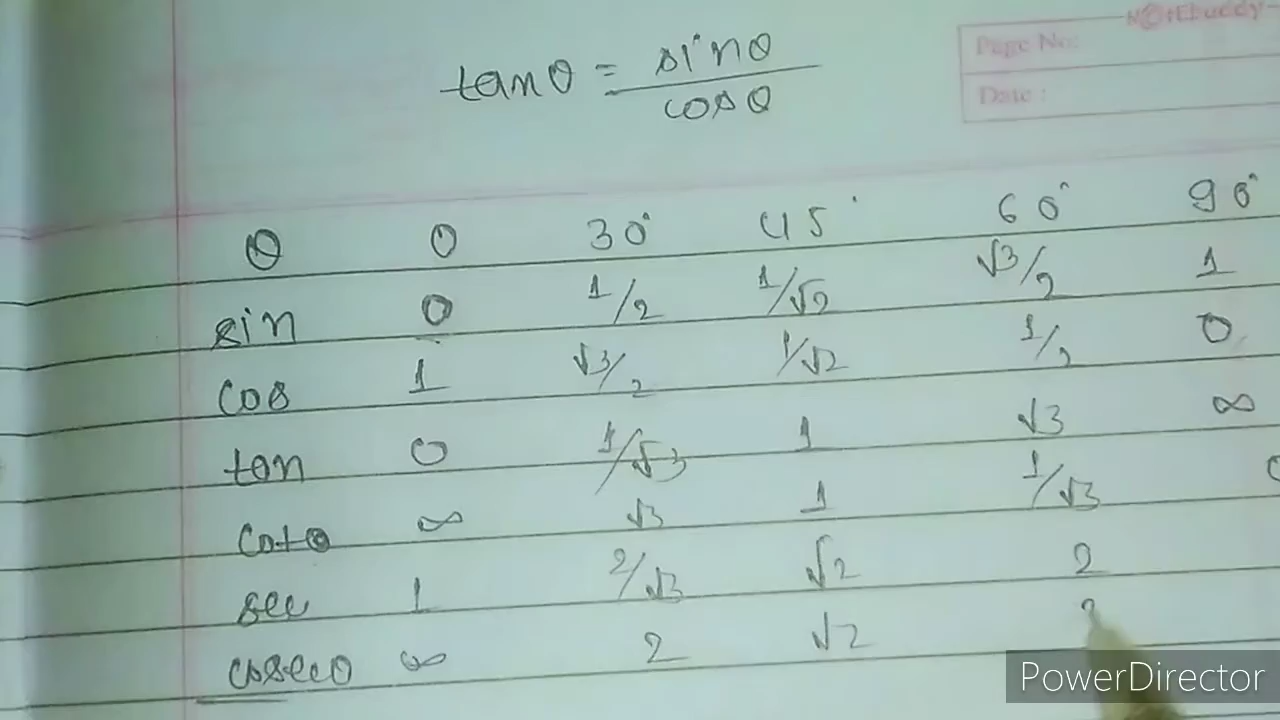 N@tEbuddy
Page No:
Date :
tanθ = sinθ / cosθ
θ 0 30° 45° 60° 90°
sin 0 1/2 1/√2 √3/2 1
cos 1 √3/2 1/√2 1/2 0
tan 0 1/√3 1 √3 ∞
cotθ ∞ √3 1 1/√3
sec 1 2/√3 √2 2
cosecθ ∞ 2 √2
PowerDirector